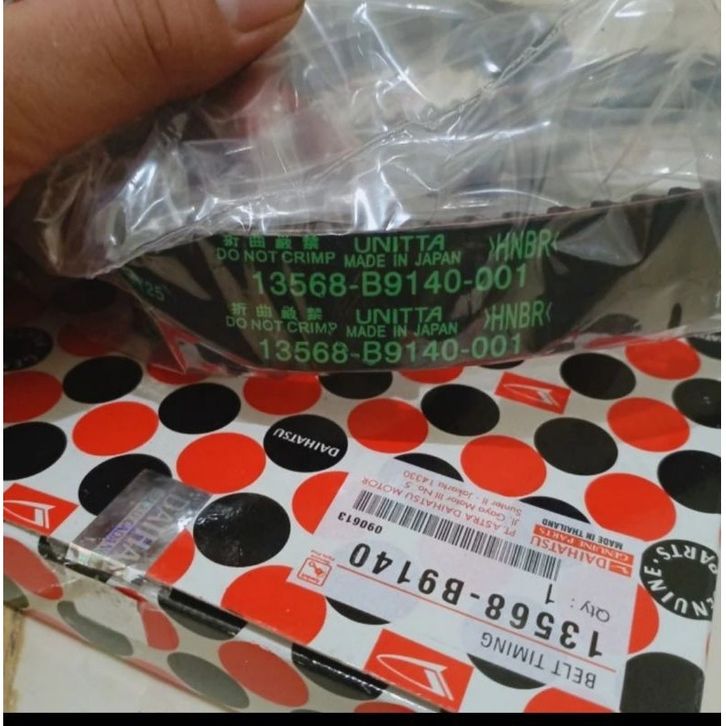 折曲厳禁 UNITTA >HNBR<
DO NOT CRIMP MADE IN JAPAN
13568-B9140-001
折曲厳禁 UNITTA >HNBR<
DO NOT CRIMP MADE IN JAPAN
13568-B9140-001
25
DAIHATSU
BELT TIMING
13568-B9140
Qty : 1
090613
DAIHATSU
GENUINE PARTS
MADE IN THAILAND
PT. ASTRA DAIHATSU MOTOR
Jl. Gaya Motor III No. 5
Sunter II - Jakarta 14330
GENUINE PARTS